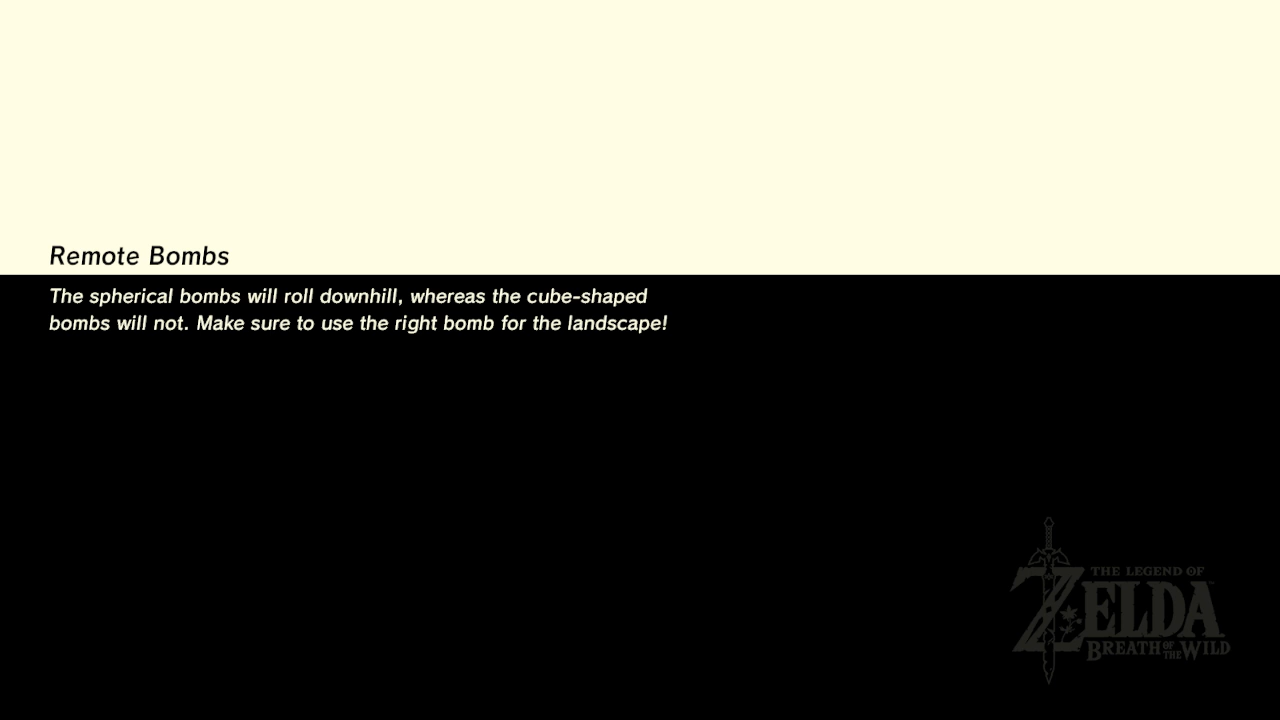 Remote Bombs
The spherical bombs will roll downhill, whereas the cube-shaped
bombs will not. Make sure to use the right bomb for the landscape!
THE LEGEND OF
ZELDA
BREATH OF THE WILD